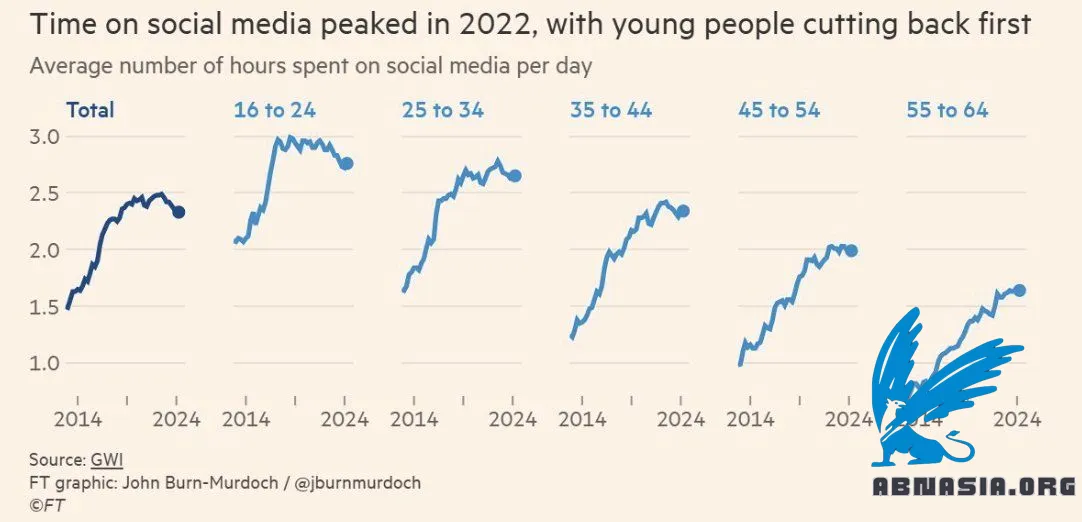 Time on social media peaked in 2022, with young people cutting back first
Average number of hours spent on social media per day
Total 16 to 24 25 to 34 35 to 44 45 to 54 55 to 64
3.0
2.5
2.0
1.5
1.0
2014 2024 2014 2024 2014 2024 2014 2024 2014 2024 2014 2024
Source: GWI
FT graphic: John Burn-Murdoch / @jburnmurdoch
©FT
ABNASIA.ORG